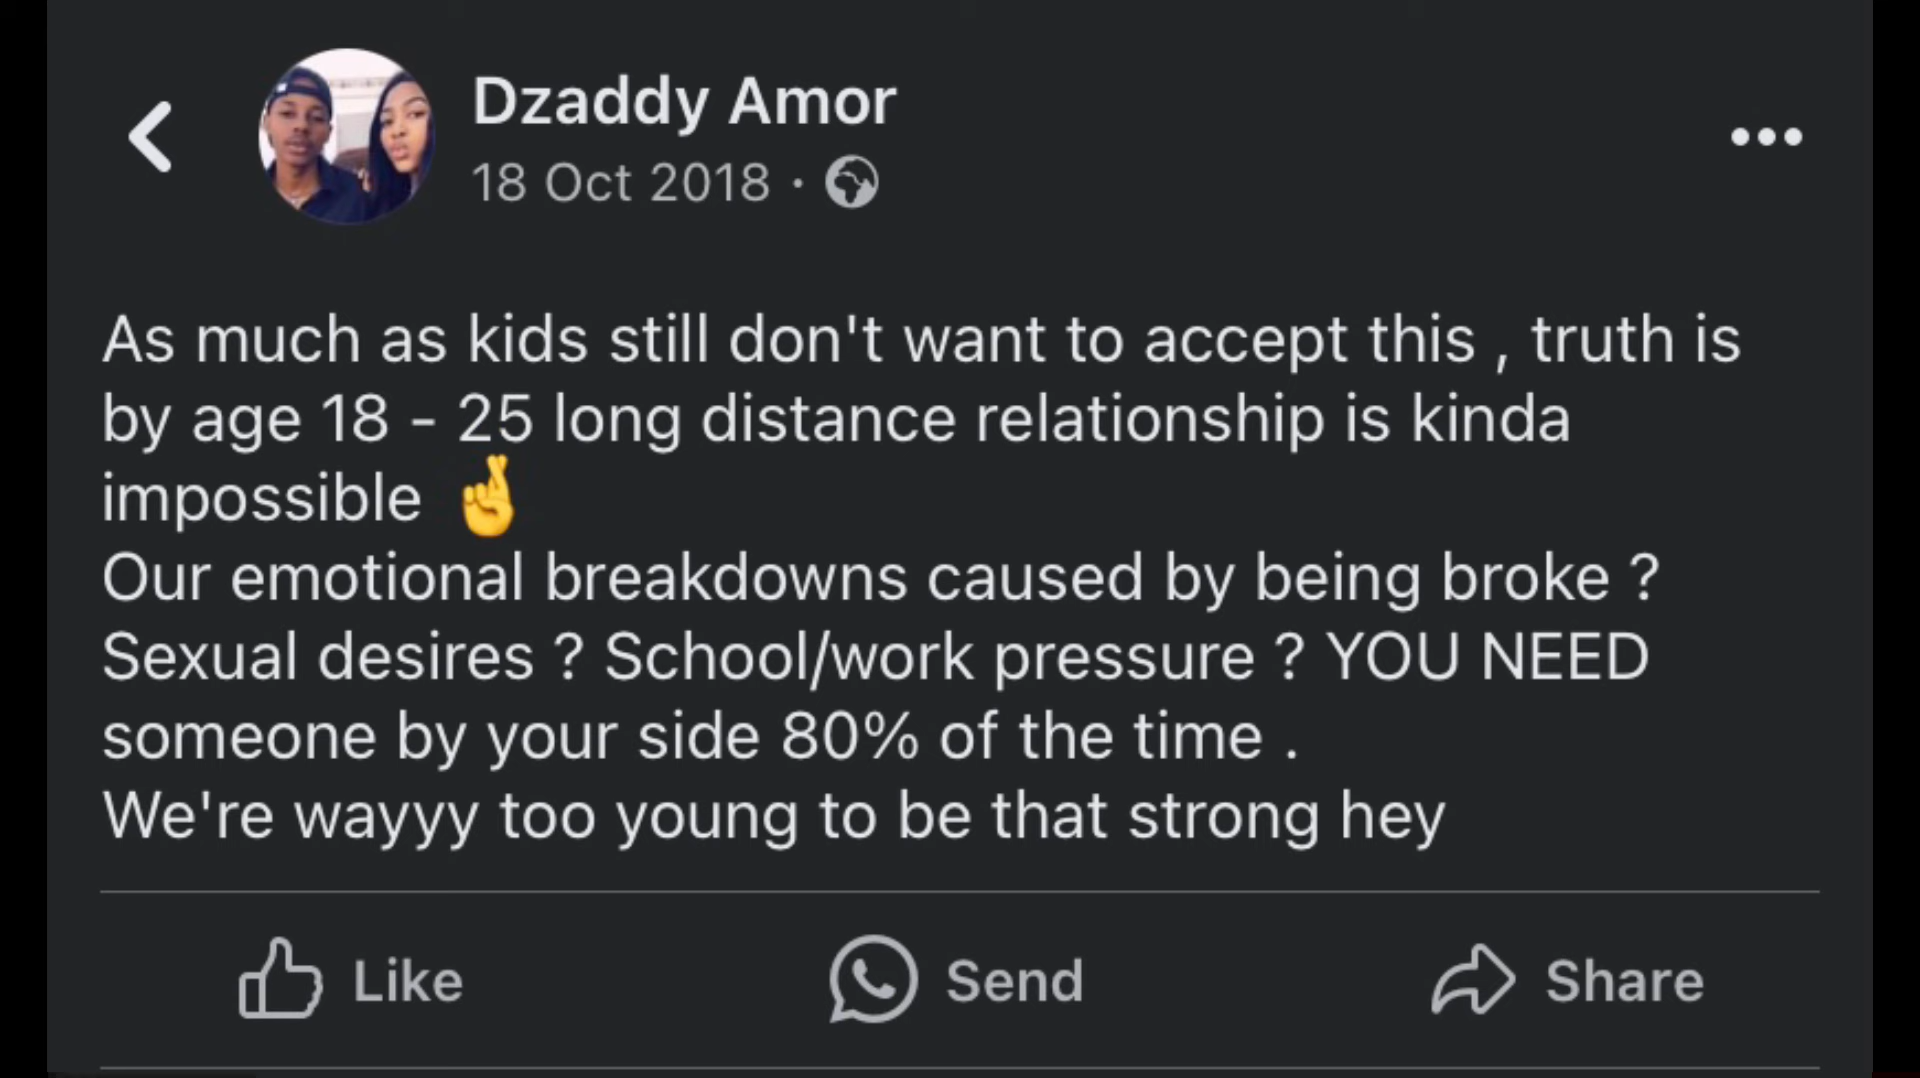 Dzaddy Amor
18 Oct 2018 ·
As much as kids still don't want to accept this , truth is
by age 18 - 25 long distance relationship is kinda
impossible 🤞
Our emotional breakdowns caused by being broke ?
Sexual desires ? School/work pressure ? YOU NEED
someone by your side 80% of the time .
We're wayyy too young to be that strong hey
Like Send Share